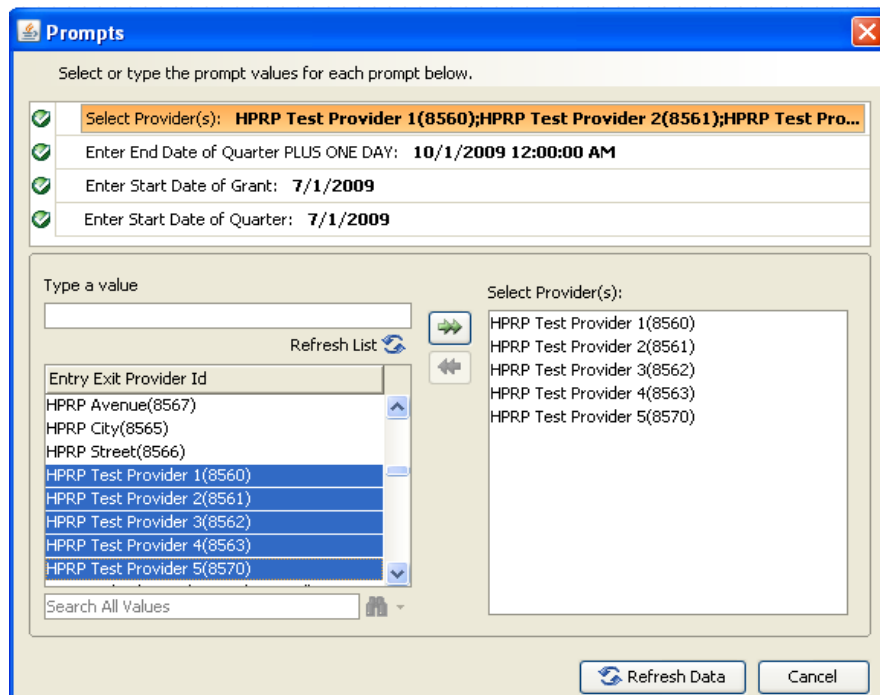 Prompts
Select or type the prompt values for each prompt below.
Select Provider(s): HPRP Test Provider 1(8560);HPRP Test Provider 2(8561);HPRP Test Pro...
Enter End Date of Quarter PLUS ONE DAY: 10/1/2009 12:00:00 AM
Enter Start Date of Grant: 7/1/2009
Enter Start Date of Quarter: 7/1/2009
Type a value
Refresh List
Entry Exit Provider Id
HPRP Avenue(8567)
HPRP City(8565)
HPRP Street(8566)
HPRP Test Provider 1(8560)
HPRP Test Provider 2(8561)
HPRP Test Provider 3(8562)
HPRP Test Provider 4(8563)
HPRP Test Provider 5(8570)
Search All Values
Select Provider(s):
HPRP Test Provider 1(8560)
HPRP Test Provider 2(8561)
HPRP Test Provider 3(8562)
HPRP Test Provider 4(8563)
HPRP Test Provider 5(8570)
Refresh Data
Cancel